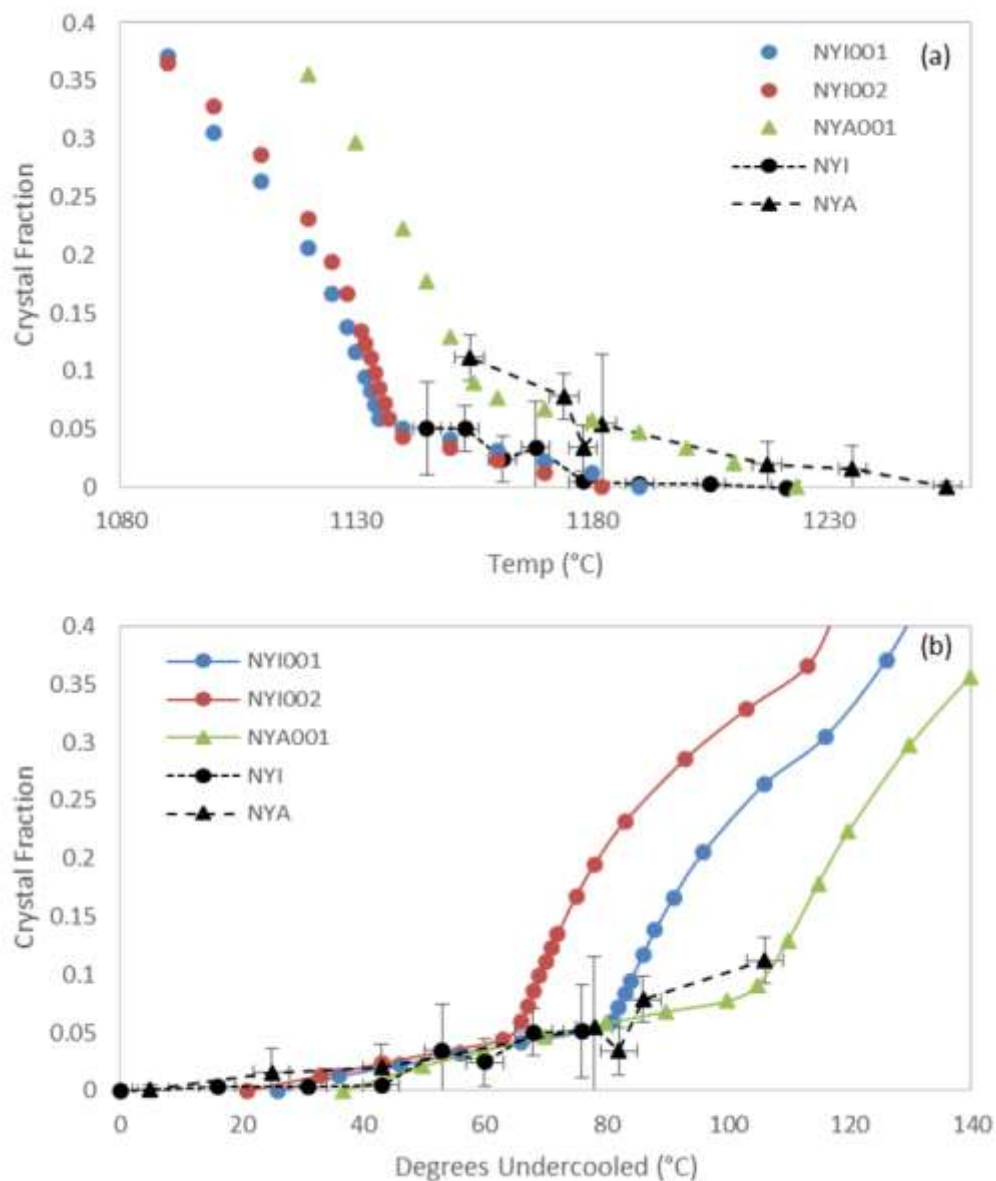 0.4
(a)
NYI001
0.35
NYI002
0.3
NYA001
0.25
NYI
0.2
NYA
0.15
0.1
0.05
0
Crystal Fraction
1080 1130 1180 1230
Temp (°C)
0.4
(b)
NYI001
0.35
NYI002
0.3
NYA001
0.25
NYI
0.2
NYA
0.15
0.1
0.05
0
Crystal Fraction
0 20 40 60 80 100 120 140
Degrees Undercooled (°C)